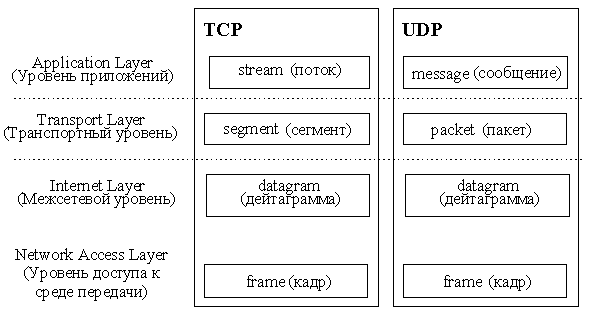 TCP
UDP
Application Layer
(Уровень приложений)
stream (поток)
message (сообщение)
Transport Layer
(Транспортный уровень)
segment (сегмент)
packet (пакет)
Internet Layer
(Межсетевой уровень)
datagram
(дейтаграмма)
datagram
(дейтаграмма)
Network Access Layer
(Уровень доступа к
среде передачи)
frame (кадр)
frame (кадр)